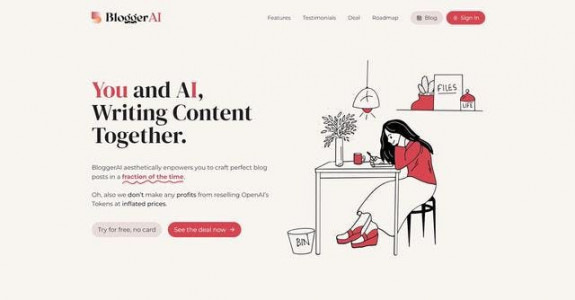 BloggerAI
Features Testimonials Deal Roadmap Blog Sign In
You and AI,
Writing Content
Together.
BloggerAI aesthetically enpowers you to craft perfect blog
posts in a fraction of the time.
Oh, also we don't make any profits from reselling OpenAI's
Tokens at inflated prices.
Try for free, no card See the deal now →
FILES
LIFE
BIN